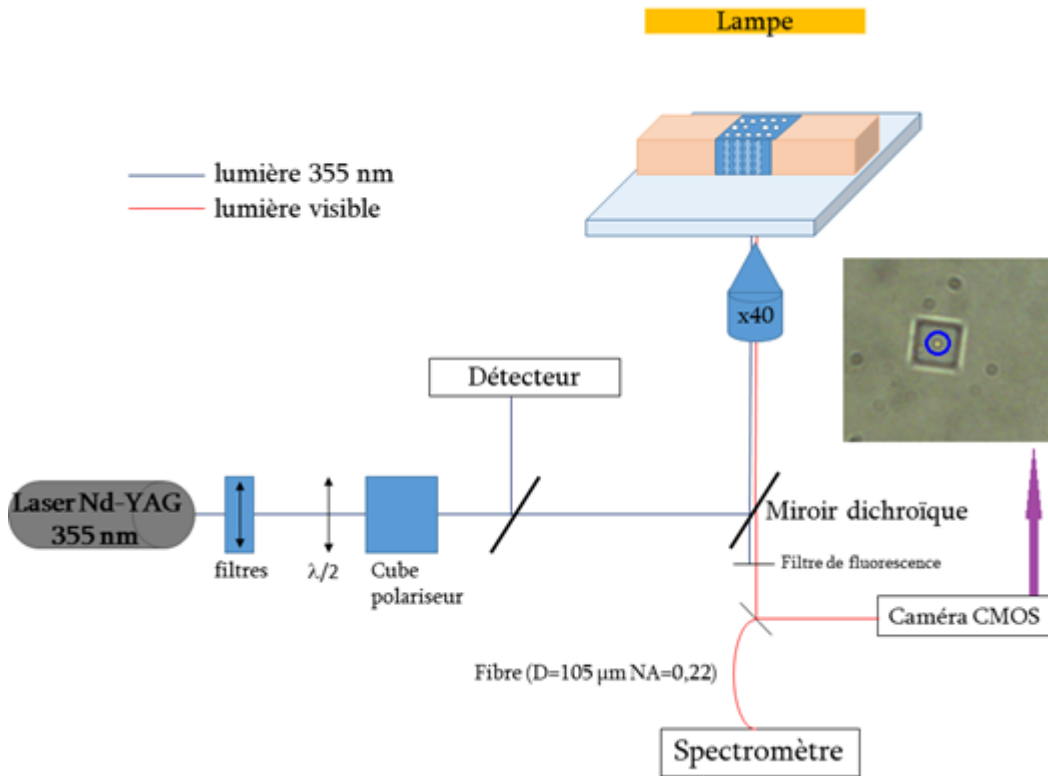 Lampe
lumière 355 nm
lumière visible
x40
Détecteur
Laser Nd-YAG
355 nm
Miroir dichroïque
filtres
λ/2
Cube
polariseur
Filtre de fluorescence
Caméra CMOS
Fibre (D=105 µm NA=0,22)
Spectromètre